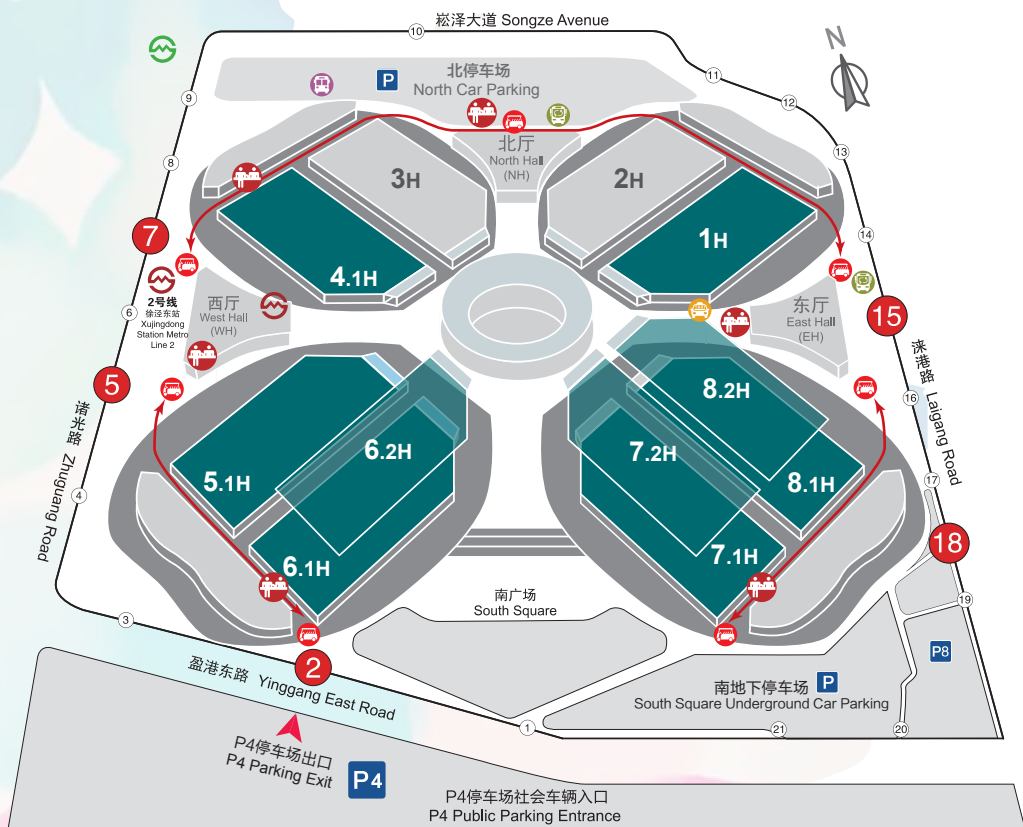 崧泽大道 Songze Avenue
10
N
北停车场
North Car Parking
P
11
9
12
北厅
North Hall
(NH)
13
8
3H
2H
7
14
1H
4.1H
2号线
徐泾东站
Xujingdong
Station Metro
Line 2
西厅
West Hall
(WH)
东厅
East Hall
(EH)
6
15
涞港路 Laigang Road
5
16
8.2H
6.2H
7.2H
诸光路 Zhuguang Road
5.1H
8.1H
17
4
18
7.1H
6.1H
南广场
South Square
19
3
P8
2
盈港东路 Yinggang East Road
南地下停车场 P
South Square Underground Car Parking
1
21
20
P4停车场出口
P4 Parking Exit
P4
P4停车场社会车辆入口
P4 Public Parking Entrance